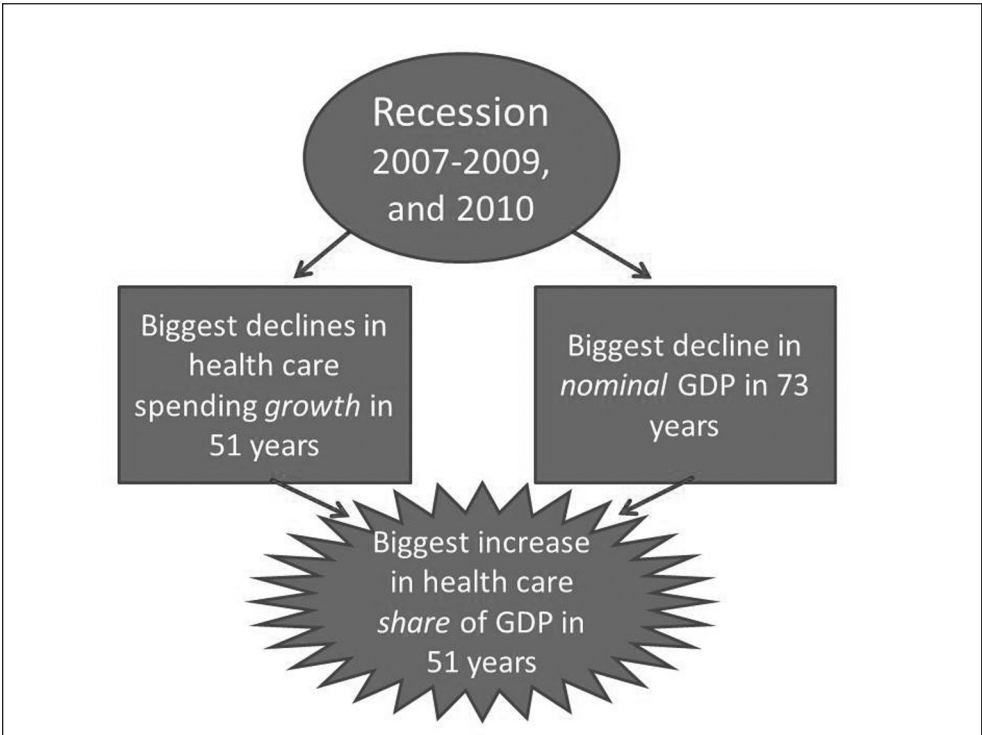 Recession
2007-2009,
and 2010
Biggest declines in
health care
spending growth in
51 years
Biggest decline in
nominal GDP in 73
years
Biggest increase
in health care
share of GDP in
51 years